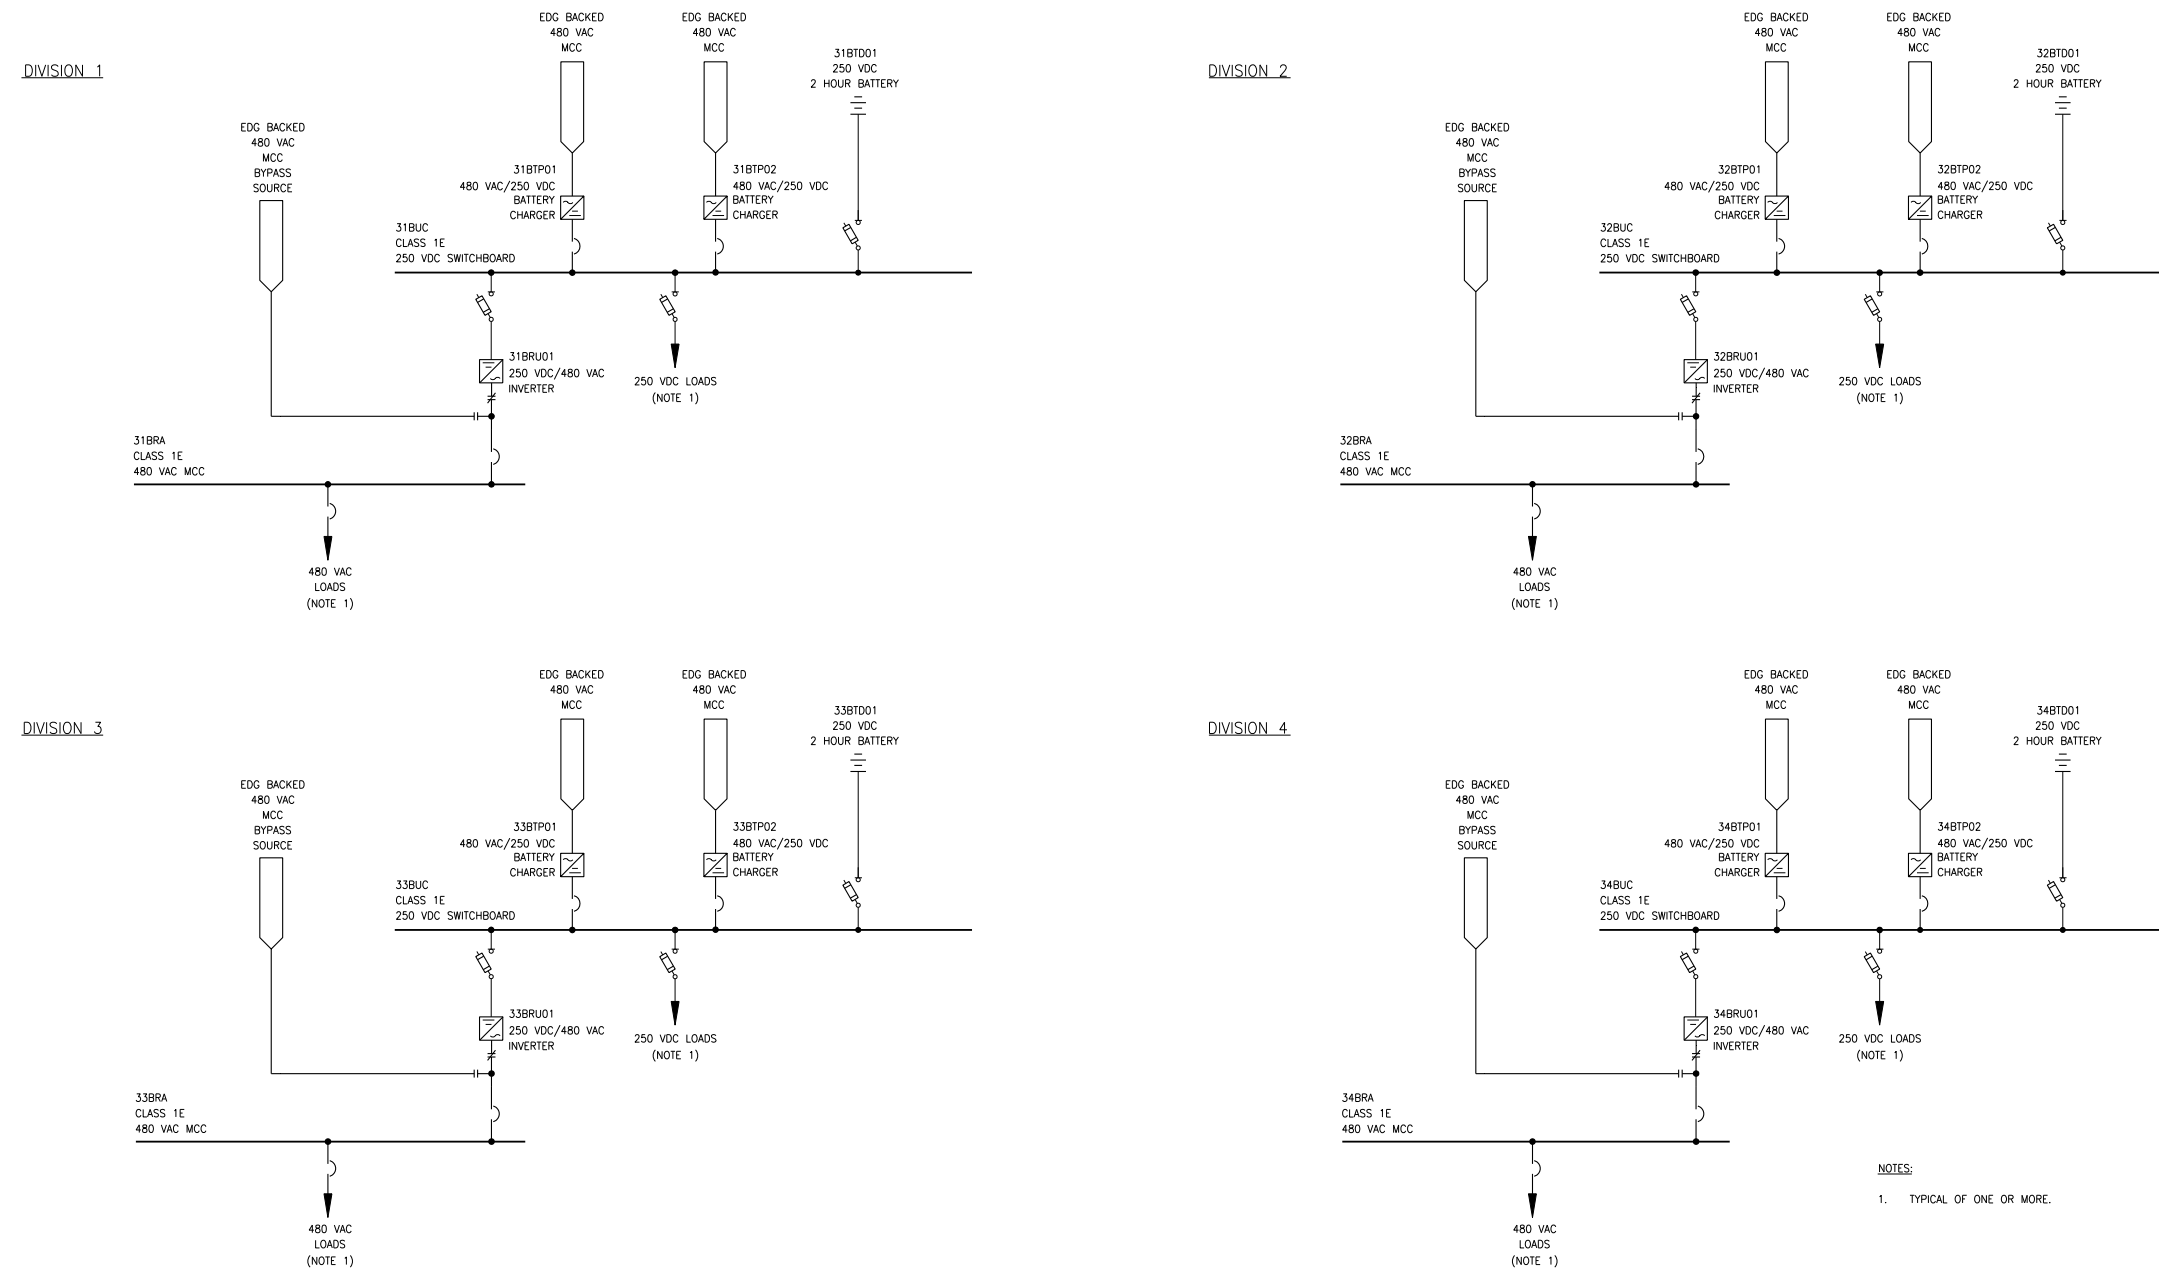 DIVISION 1
EDG BACKED
480 VAC
MCC
EDG BACKED
480 VAC
MCC
31BTD01
250 VDC
2 HOUR BATTERY
EDG BACKED
480 VAC
MCC
BYPASS
SOURCE
31BTP01
480 VAC/250 VDC
BATTERY
CHARGER
31BTP02
480 VAC/250 VDC
BATTERY
CHARGER
31BUC
CLASS 1E
250 VDC SWITCHBOARD
31BRU01
250 VDC/480 VAC
INVERTER
250 VDC LOADS
(NOTE 1)
31BRA
CLASS 1E
480 VAC MCC
480 VAC
LOADS
(NOTE 1)
DIVISION 2
EDG BACKED
480 VAC
MCC
EDG BACKED
480 VAC
MCC
32BTD01
250 VDC
2 HOUR BATTERY
EDG BACKED
480 VAC
MCC
BYPASS
SOURCE
32BTP01
480 VAC/250 VDC
BATTERY
CHARGER
32BTP02
480 VAC/250 VDC
BATTERY
CHARGER
32BUC
CLASS 1E
250 VDC SWITCHBOARD
32BRU01
250 VDC/480 VAC
INVERTER
250 VDC LOADS
(NOTE 1)
32BRA
CLASS 1E
480 VAC MCC
480 VAC
LOADS
(NOTE 1)
DIVISION 3
EDG BACKED
480 VAC
MCC
EDG BACKED
480 VAC
MCC
33BTD01
250 VDC
2 HOUR BATTERY
EDG BACKED
480 VAC
MCC
BYPASS
SOURCE
33BTP01
480 VAC/250 VDC
BATTERY
CHARGER
33BTP02
480 VAC/250 VDC
BATTERY
CHARGER
33BUC
CLASS 1E
250 VDC SWITCHBOARD
33BRU01
250 VDC/480 VAC
INVERTER
250 VDC LOADS
(NOTE 1)
33BRA
CLASS 1E
480 VAC MCC
480 VAC
LOADS
(NOTE 1)
DIVISION 4
EDG BACKED
480 VAC
MCC
EDG BACKED
480 VAC
MCC
34BTD01
250 VDC
2 HOUR BATTERY
EDG BACKED
480 VAC
MCC
BYPASS
SOURCE
34BTP01
480 VAC/250 VDC
BATTERY
CHARGER
34BTP02
480 VAC/250 VDC
BATTERY
CHARGER
34BUC
CLASS 1E
250 VDC SWITCHBOARD
34BRU01
250 VDC/480 VAC
INVERTER
250 VDC LOADS
(NOTE 1)
34BRA
CLASS 1E
480 VAC MCC
480 VAC
LOADS
(NOTE 1)
NOTES:
1. TYPICAL OF ONE OR MORE.